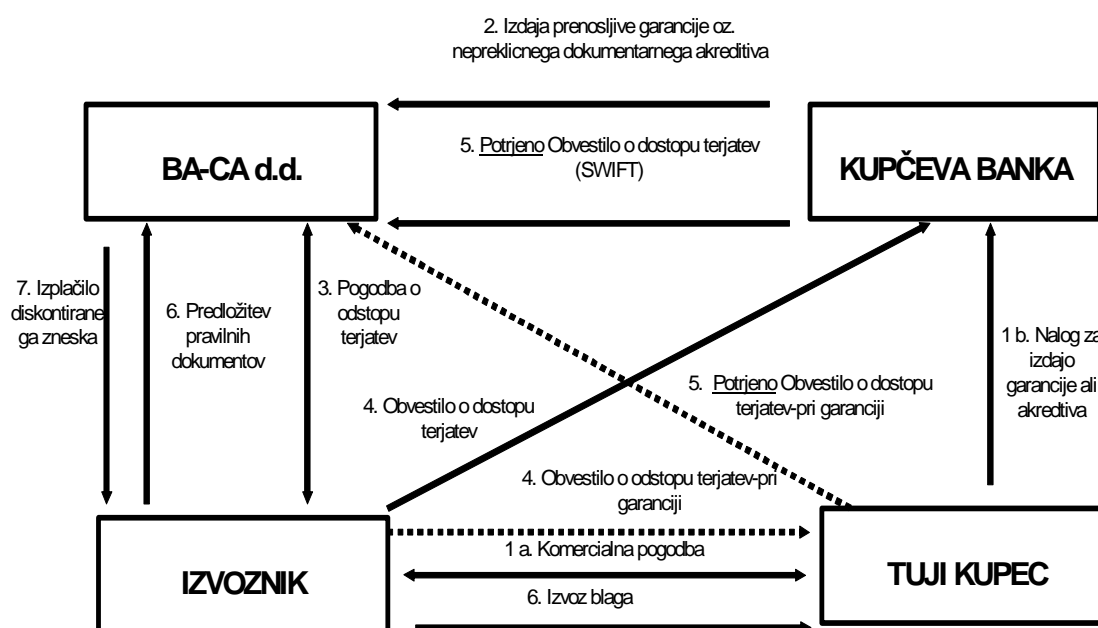 2. Izdaja prenosljive garancije oz.
nepreklicnega dokumentarnega akreditiva
BA-CA d.d.
5. Potrjeno Obvestilo o dostopu terjatev
(SWIFT)
KUPČEVA BANKA
7. Izplačilo
diskontirane
ga zneska
6. Predložitev
pravilnih
dokumentov
3. Pogodba o
odstopu
terjatev
4. Obvestilo o dostopu
terjatev
5. Potrjeno Obvestilo o dostopu
terjatev-pri garanciji
1 b. Nalog za
izdajo
garancije ali
akredtiva
4. Obvestilo o odstopu terjatev-pri
garanciji
1 a. Komercialna pogodba
6. Izvoz blaga
IZVOZNIK
TUJI KUPEC